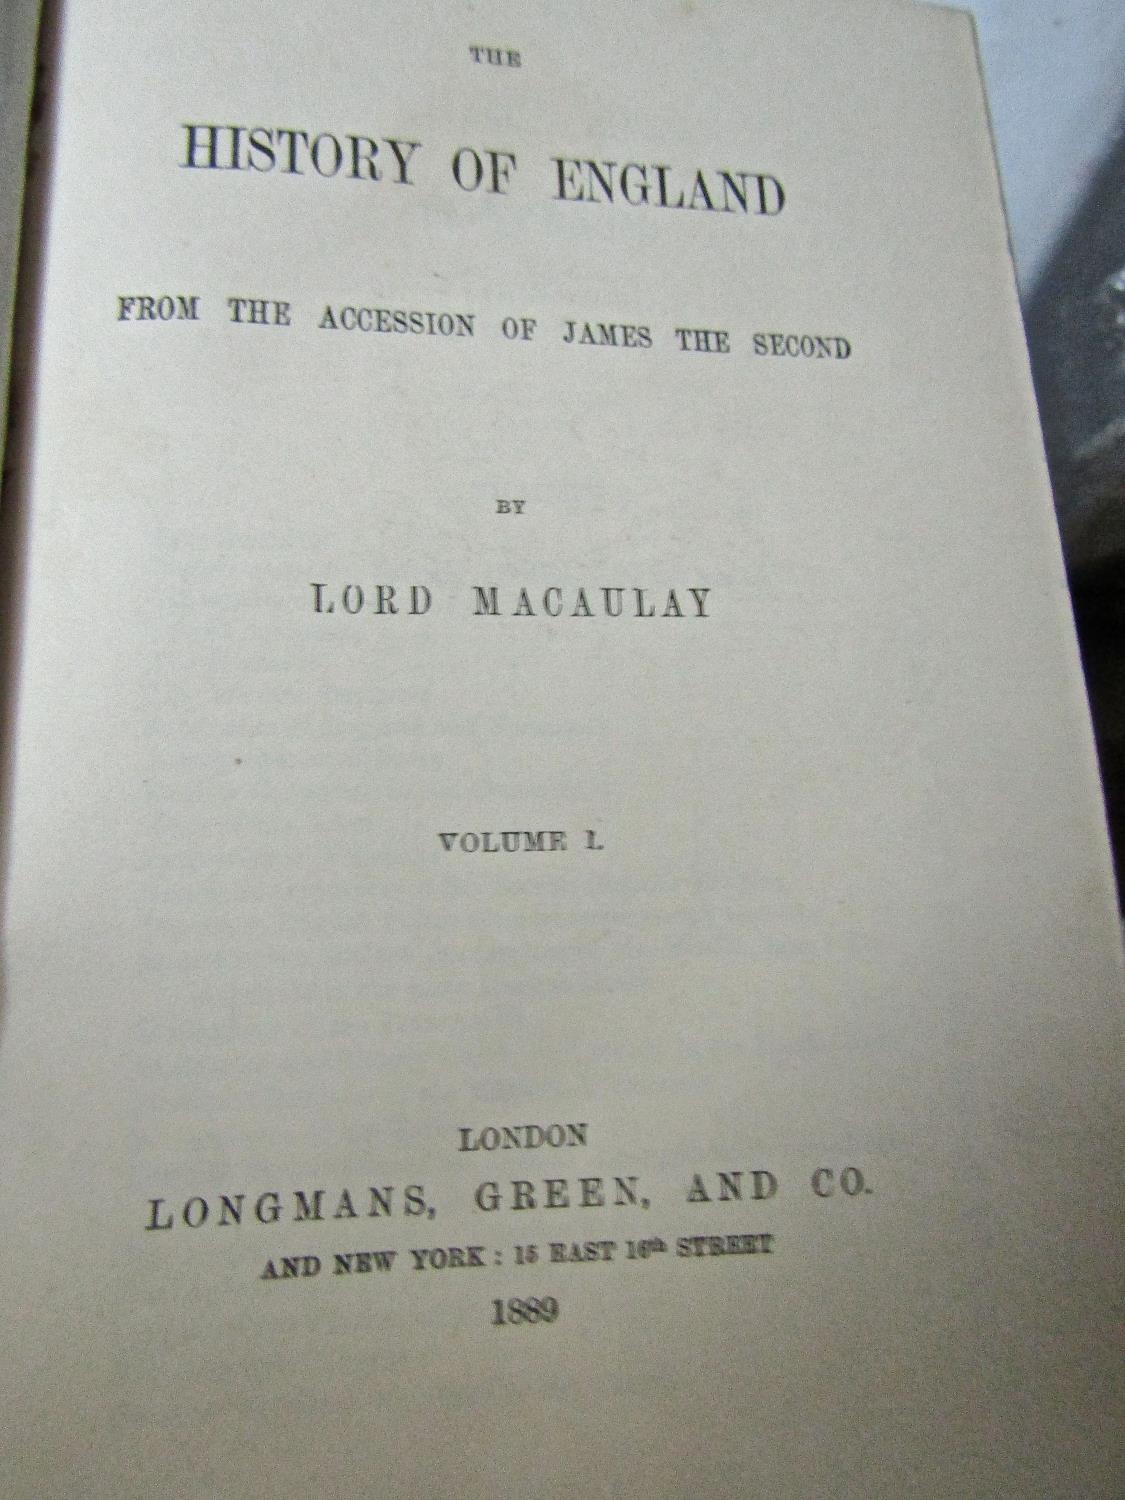 THE
HISTORY OF ENGLAND
FROM THE ACCESSION OF JAMES THE SECOND
BY
LORD MACAULAY
VOLUME I.
LONDON
LONGMANS, GREEN, AND CO.
AND NEW YORK : 15 EAST 16th STREET
1889